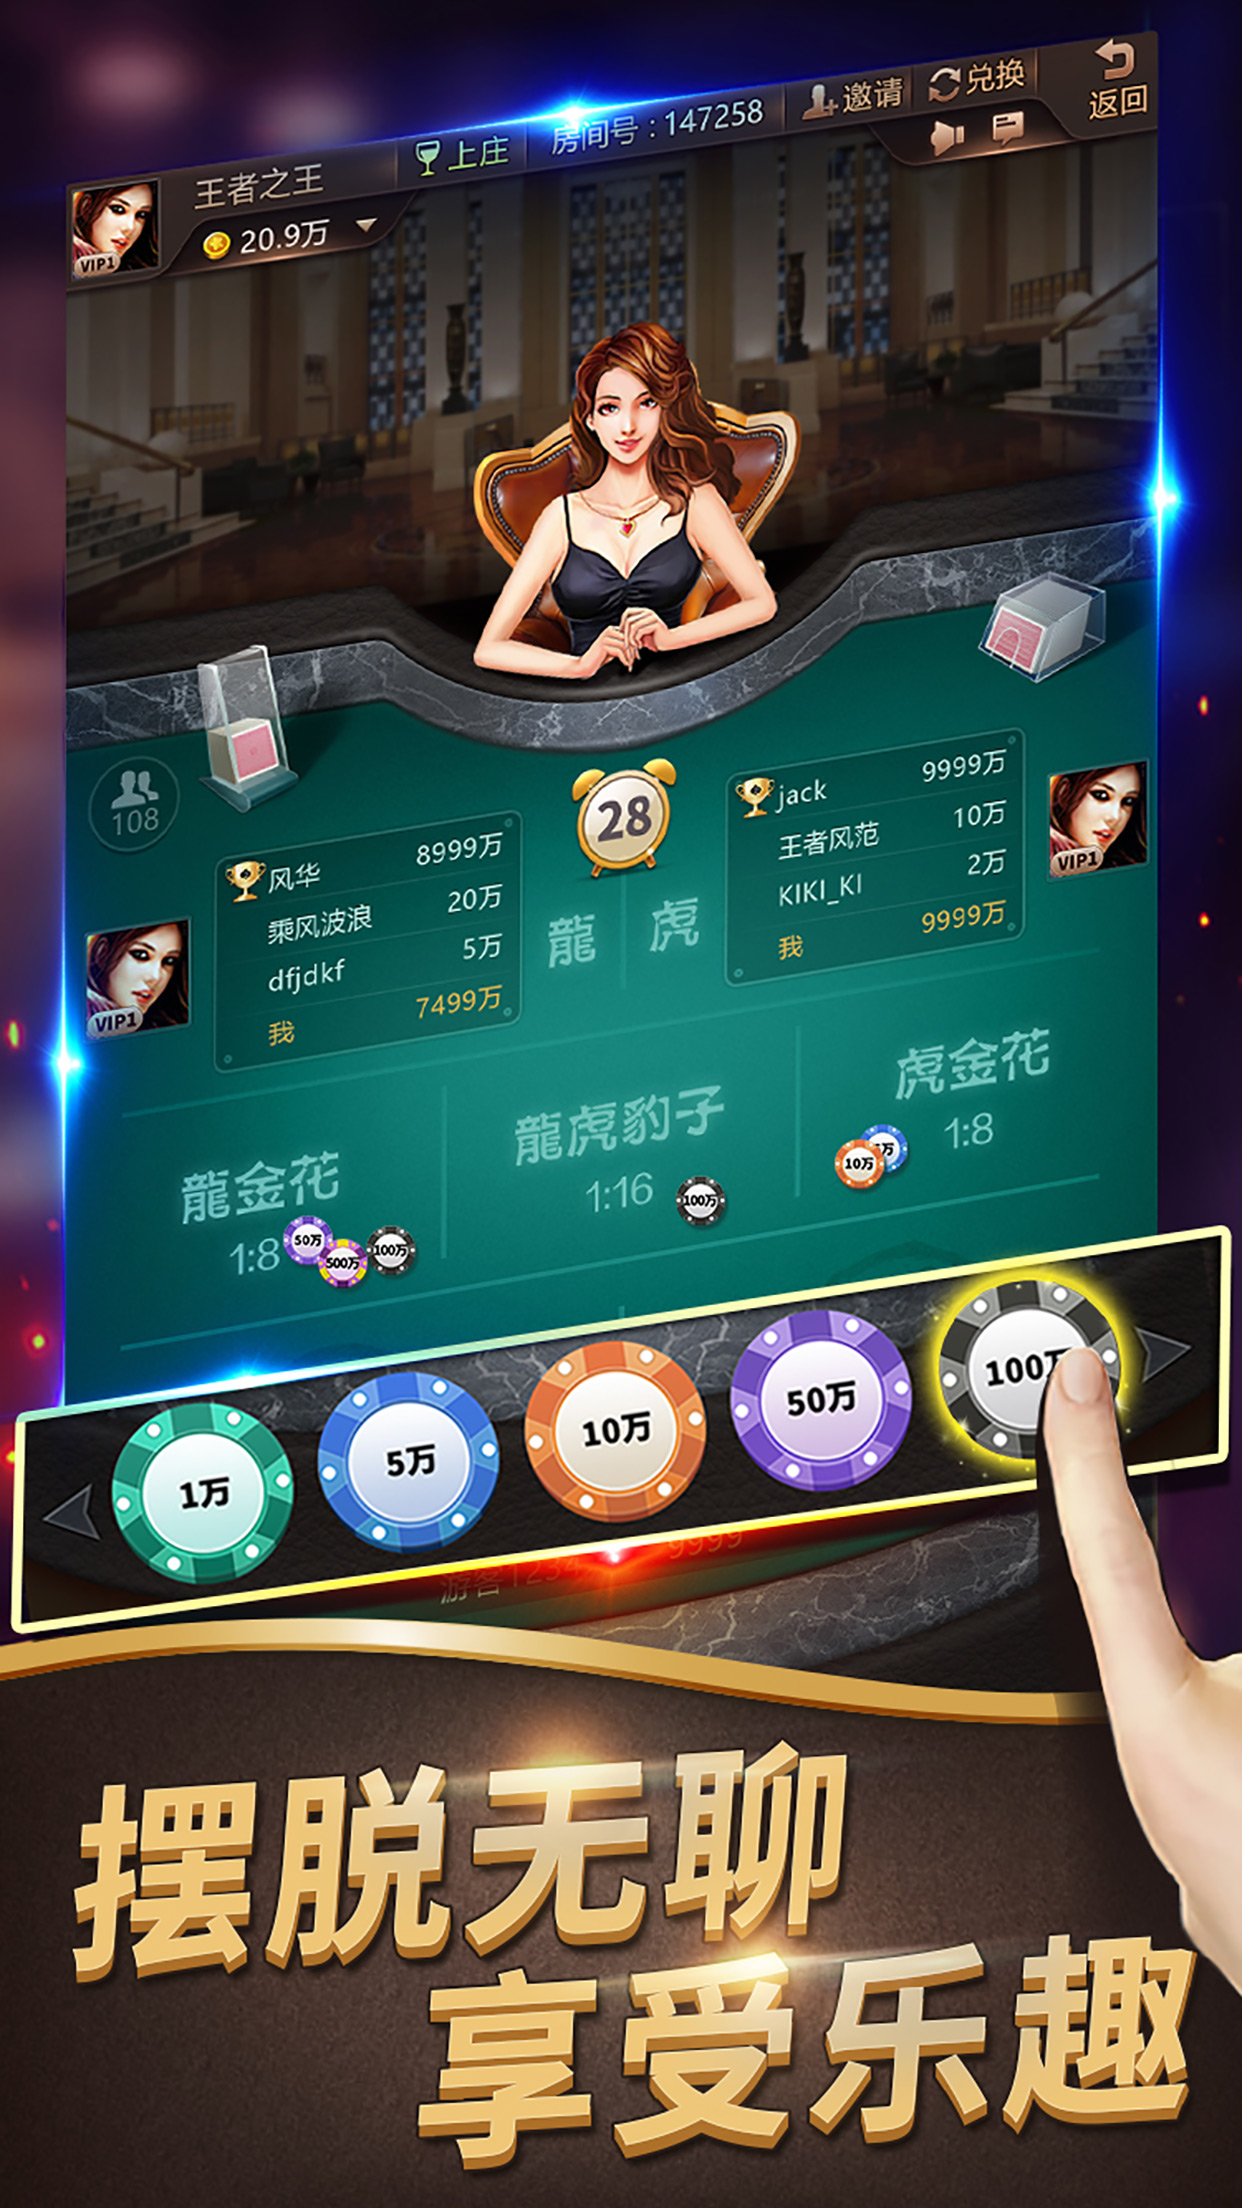 王者之王
20.9万
VIP1
上庄
房间号：147258
邀请
兑换
返回
108
28
风华 8999万
乘风波浪 20万
dfjdkf 5万
我 7499万
VIP1
jack 9999万
王者风范 10万
KIKI_KI 2万
我 9999万
VIP1
龍 虎
龍金花
1:8
50万
500万
100万
龍虎豹子
1:16
100万
虎金花
1:8
10万
万
1万
5万
10万
50万
100万
游客1234
9999
摆脱无聊
享受乐趣